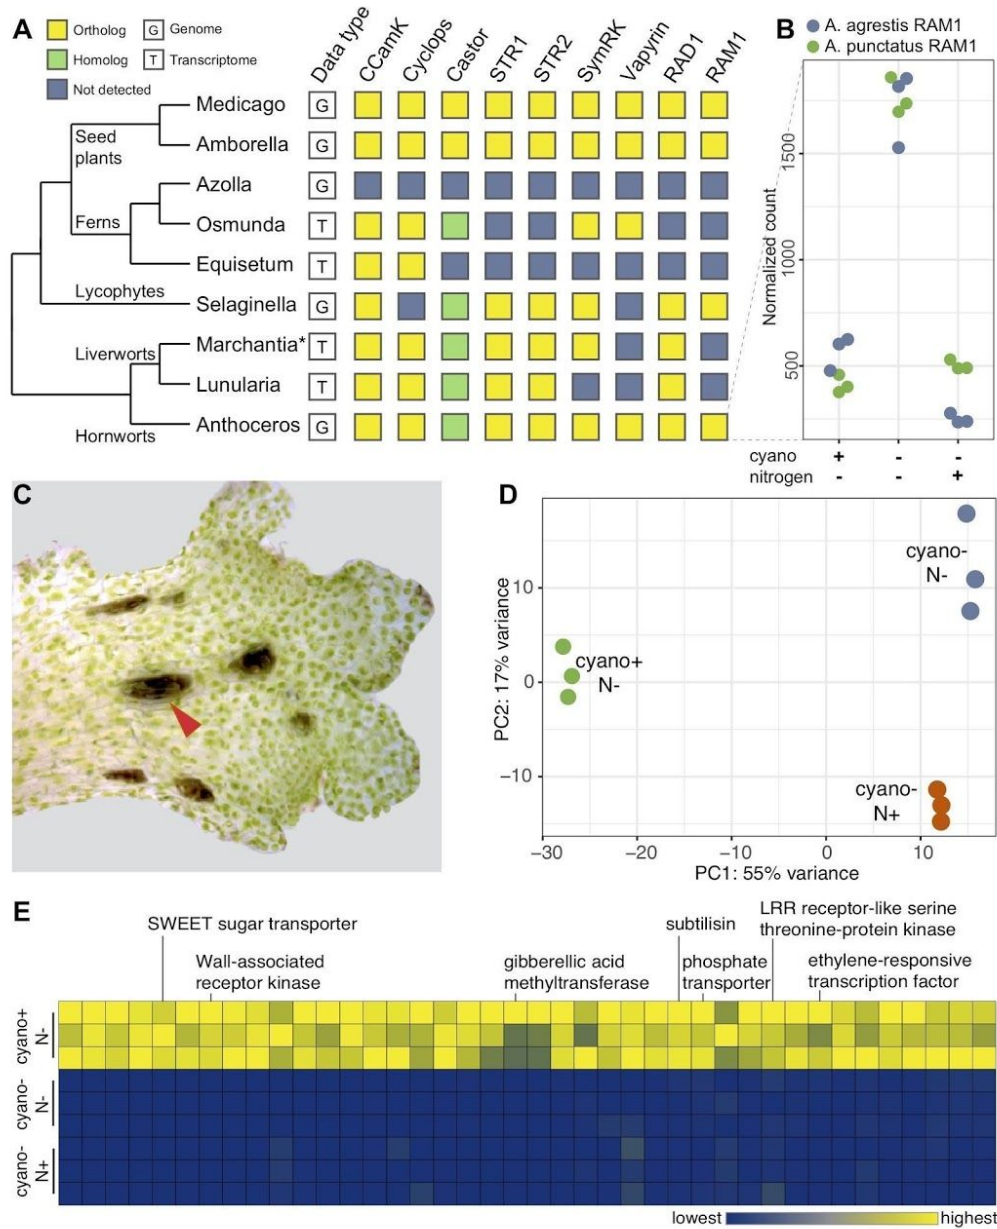 A
Ortholog
G Genome
Homolog
T Transcriptome
Not detected
Data type
CCamK
Cyclops
Castor
STR1
STR2
SymRK
Vapyrin
RAD1
RAM1
Medicago G
Seed
plants
Amborella G
Azolla G
Ferns
Osmunda T
Equisetum T
Lycophytes
Selaginella G
Liverworts
Marchantia* T
Lunularia T
Anthoceros G
Hornworts
B
A. agrestis RAM1
A. punctatus RAM1
Normalized count
1500
1000
500
cyano + - -
nitrogen - - +
C
D
cyano-
N-
cyano+
N-
cyano-
N+
PC2: 17% variance
10
0
−10
−30 −20 −10 0 10
PC1: 55% variance
E
SWEET sugar transporter
Wall-associated
receptor kinase
gibberellic acid
methyltransferase
subtilisin
phosphate
transporter
LRR receptor-like serine
threonine-protein kinase
ethylene-responsive
transcription factor
cyano+
N-
cyano-
N-
cyano-
N+
lowest highest